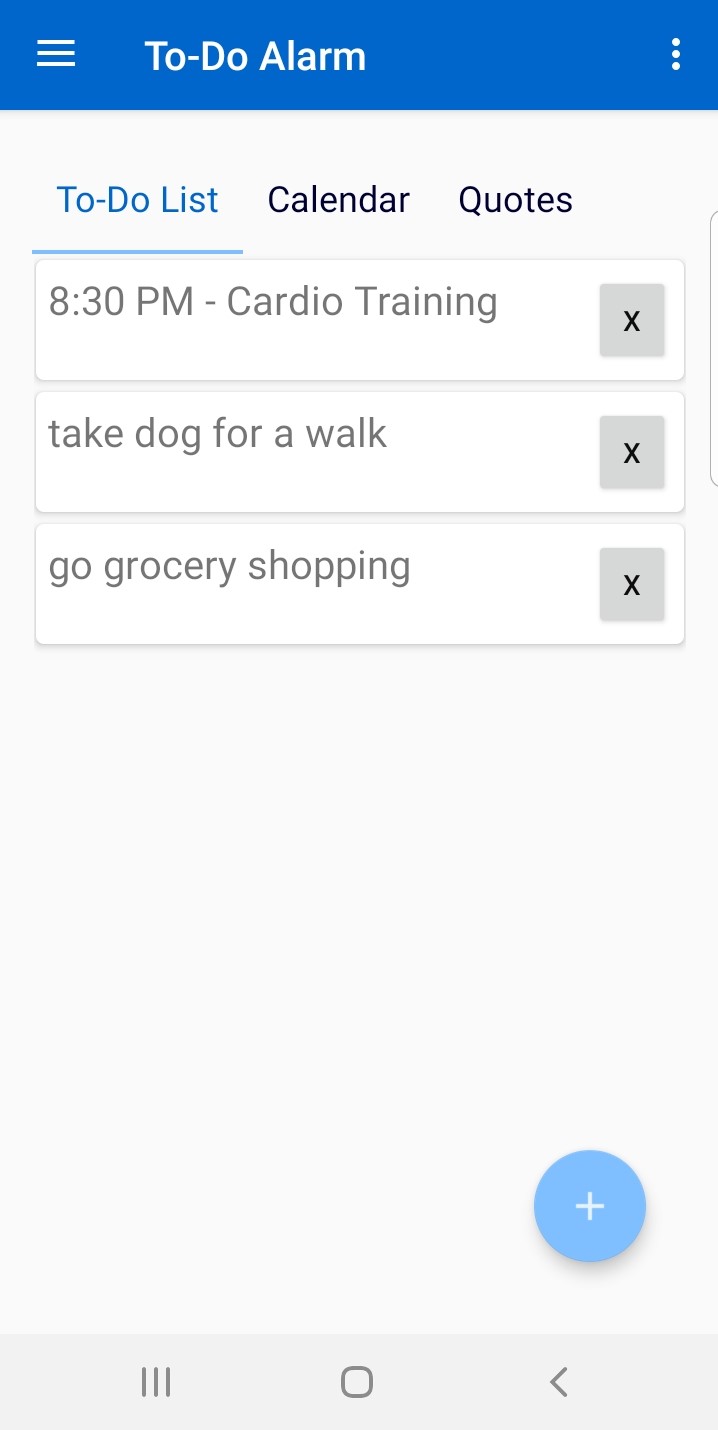 To-Do Alarm
To-Do List Calendar Quotes
8:30 PM - Cardio Training X
take dog for a walk X
go grocery shopping X
+